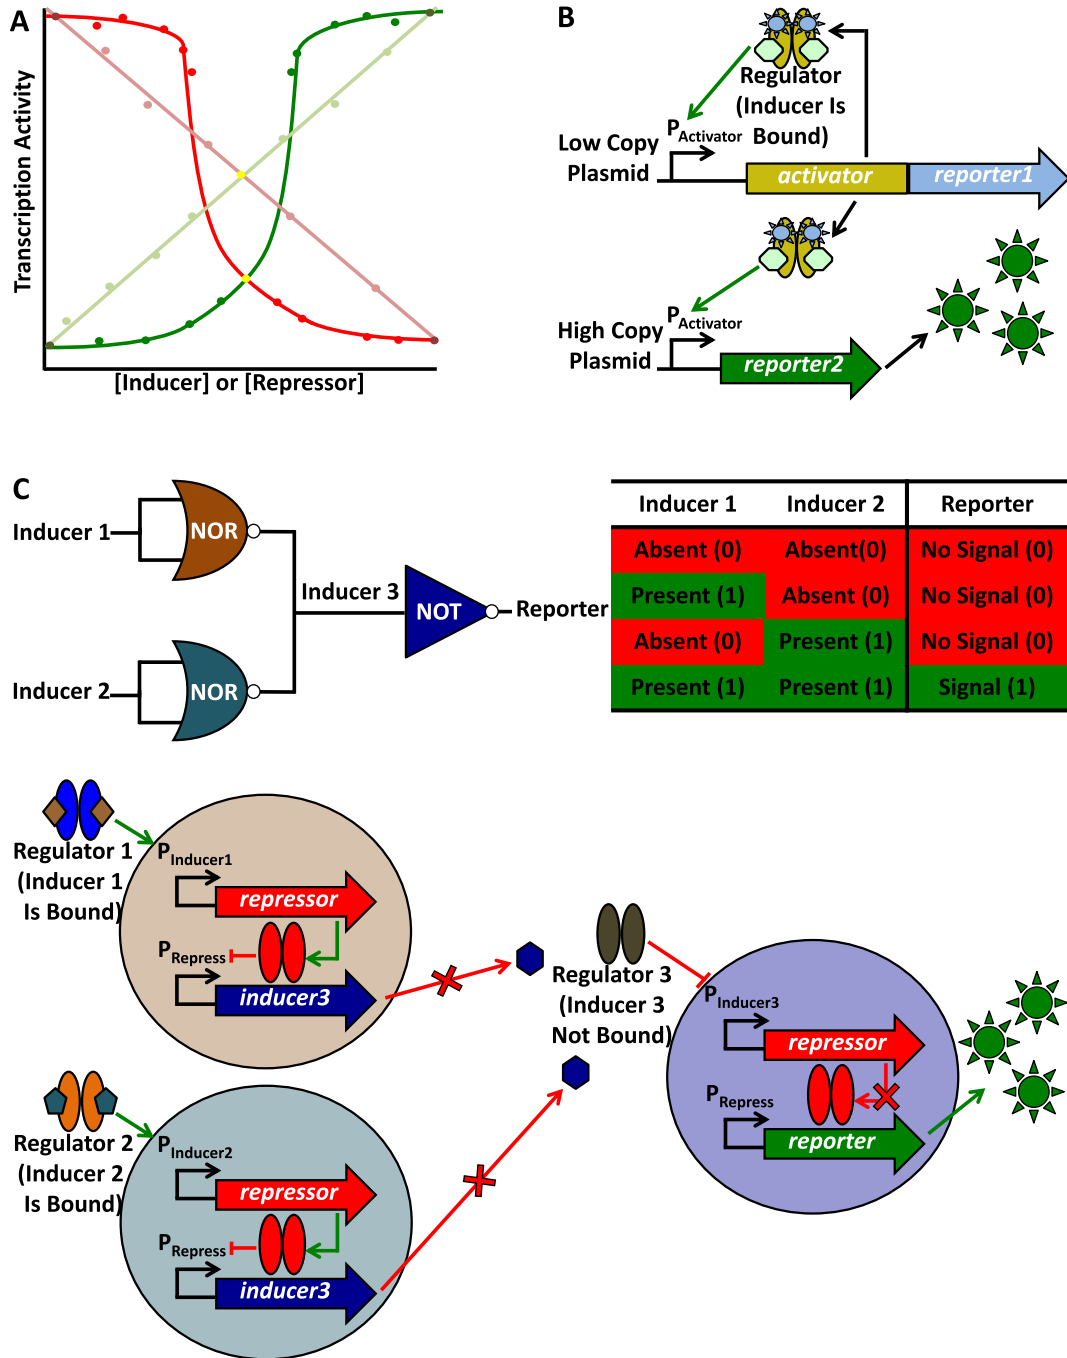 A
Transcription Activity
[Inducer] or [Repressor]
B
Regulator
(Inducer Is
Bound)
Low Copy
Plasmid
PActivator
activator
reporter1
High Copy
Plasmid
PActivator
reporter2
C
Inducer 1
NOR
Inducer 2
NOR
Inducer 3
NOT
Reporter
Inducer 1 Inducer 2 Reporter
Absent (0) Absent(0) No Signal (0)
Present (1) Absent (0) No Signal (0)
Absent (0) Present (1) No Signal (0)
Present (1) Present (1) Signal (1)
Regulator 1
(Inducer 1
Is Bound)
PInducer1
repressor
PRepress
inducer3
Regulator 2
(Inducer 2
Is Bound)
PInducer2
repressor
PRepress
inducer3
Regulator 3
(Inducer 3
Not Bound)
PInducer3
repressor
PRepress
reporter